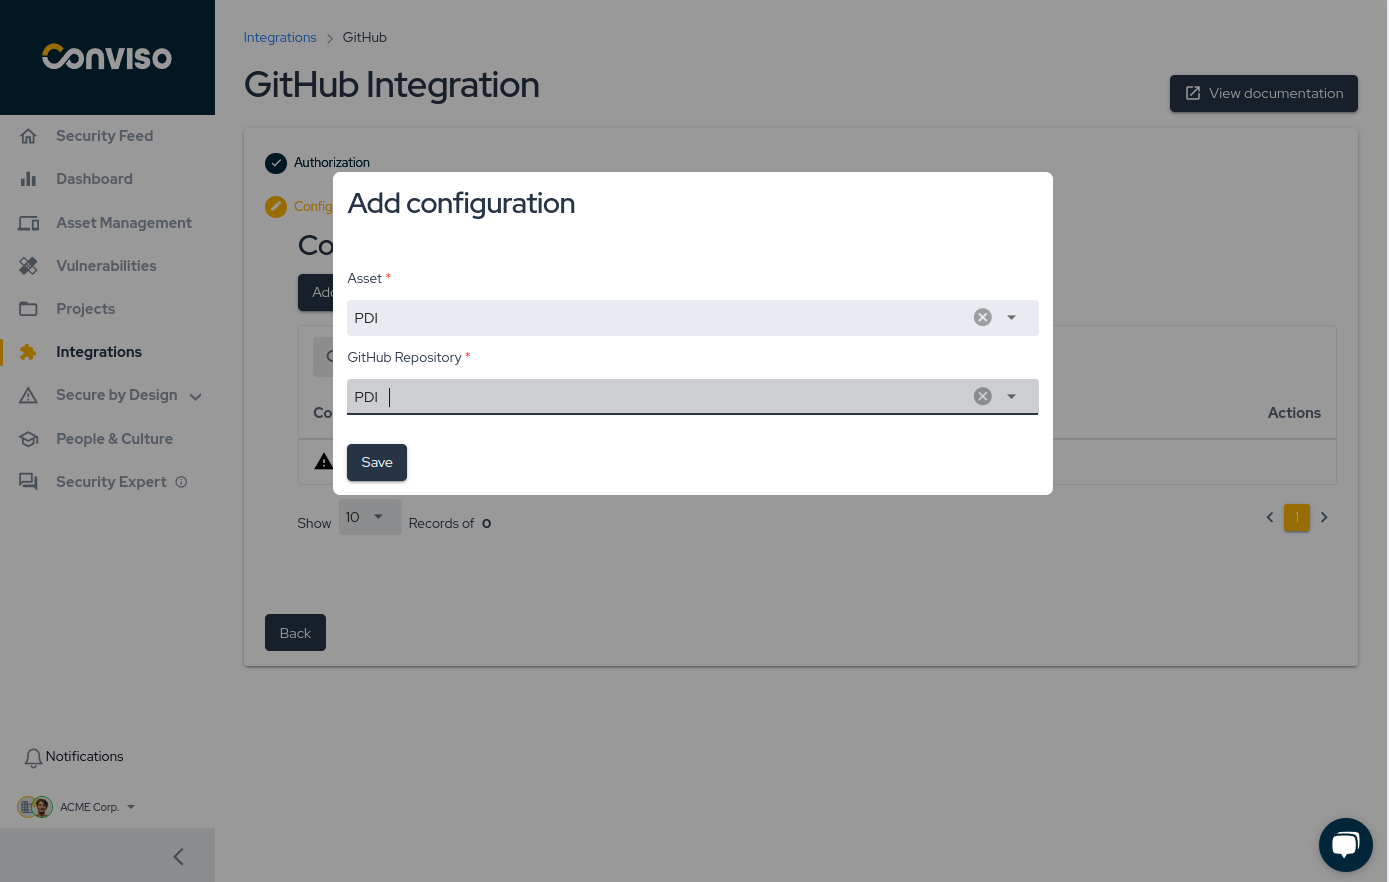 CONVISO
Security Feed
Dashboard
Asset Management
Vulnerabilities
Projects
Integrations
Secure by Design
People & Culture
Security Expert
Notifications
ACME Corp.
Integrations > GitHub
GitHub Integration
View documentation
Authorization
Config
Co
Add
Co
Actions
Add configuration
Asset *
PDI
GitHub Repository *
PDI
Save
Show 10 Records of 0
1
Back